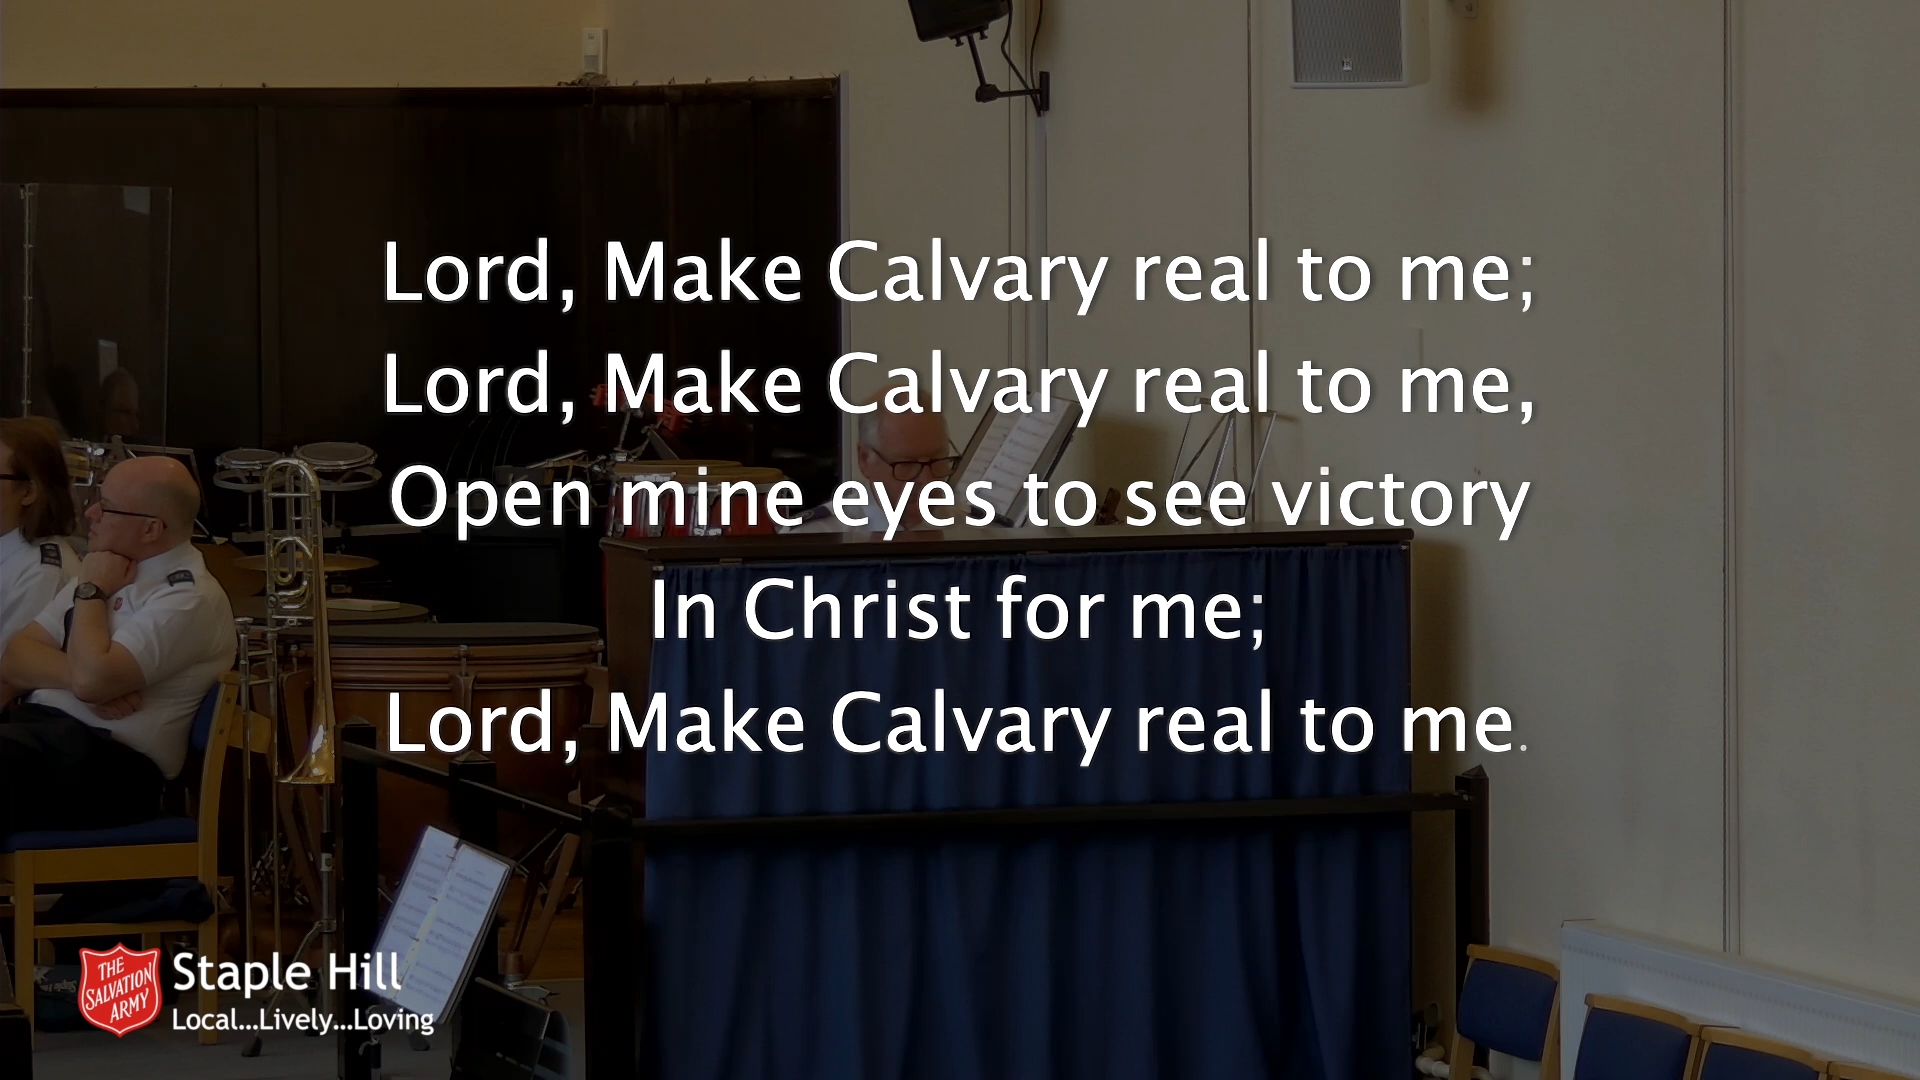 Lord, Make Calvary real to me;
Lord, Make Calvary real to me,
Open mine eyes to see victory
In Christ for me;
Lord, Make Calvary real to me.
THE
SALVATION
ARMY
Staple Hill
Local...Lively...Loving